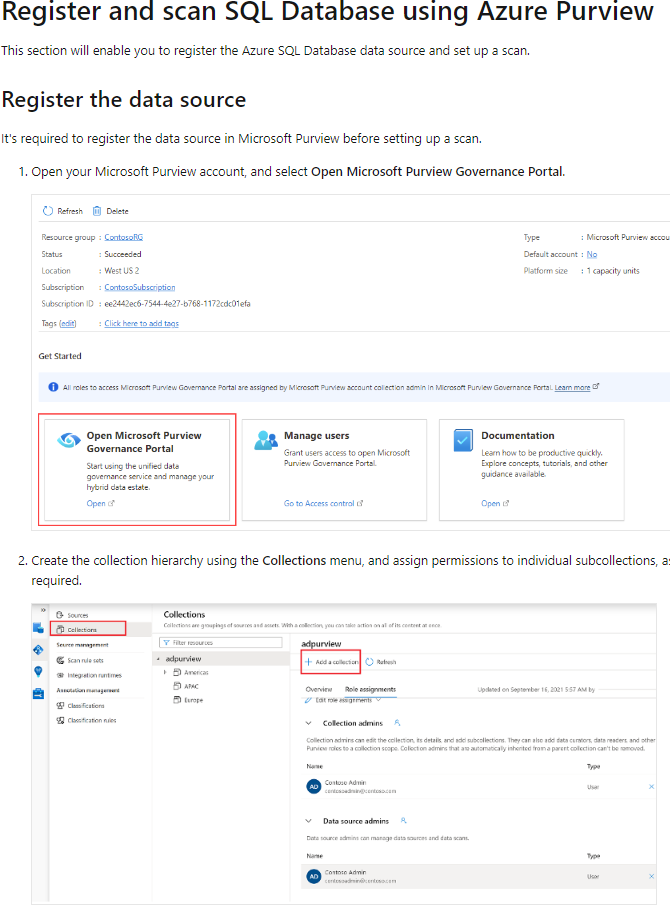 Register and scan SQL Database using Azure Purview
This section will enable you to register the Azure SQL Database data source and set up a scan.
Register the data source
It's required to register the data source in Microsoft Purview before setting up a scan.
1. Open your Microsoft Purview account, and select Open Microsoft Purview Governance Portal.
Refresh Delete
Resource group : ContosoRG
Type : Microsoft Purview accou
Status : Succeeded
Default account : No
Location : West US 2
Platform size : 1 capacity units
Subscription : ContosoSubscription
Subscription ID : ee2442ec6-7544-4e27-b768-1172cdc01efa
Tags (edit) : Click here to add tags
Get Started
All roles to access Microsoft Purview Governance Portal are assigned by Microsoft Purview account collection admin in Microsoft Purview Governance Portal. Learn more
Open Microsoft Purview
Governance Portal
Start using the unified data
governance service and manage your
hybrid data estate.
Open
Manage users
Grant users access to open Microsoft
Purview Governance Portal.
Go to Access control
Documentation
Learn how to be productive quickly.
Explore concepts, tutorials, and other
guidance available.
Open
2. Create the collection hierarchy using the Collections menu, and assign permissions to individual subcollections, as
required.
Sources
Collections
Source management
Scan rule sets
Integration runtimes
Annotation management
Classifications
Classification rules
Collections
Collections are groupings of sources and assets. With a collection, you can take action on all of its content at once.
Filter resources
adpurview
Americas
APAC
Europe
adpurview
Add a collection Refresh
Overview Role assignments
Updated on September 16, 2021 5:57 AM by
Edit role assignments
Collection admins
Collection admins can edit the collection, its details, and add subcollections. They can also add data curators, data readers, and other
Purview roles to a collection scope. Collection admins that are automatically inherited from a parent collection can't be removed.
Name Type
AD Contoso Admin
contosoadmin@contoso.com
User
Data source admins
Data source admins can manage data sources and data scans.
Name Type
AD Contoso Admin
contosoadmin@contoso.com
User